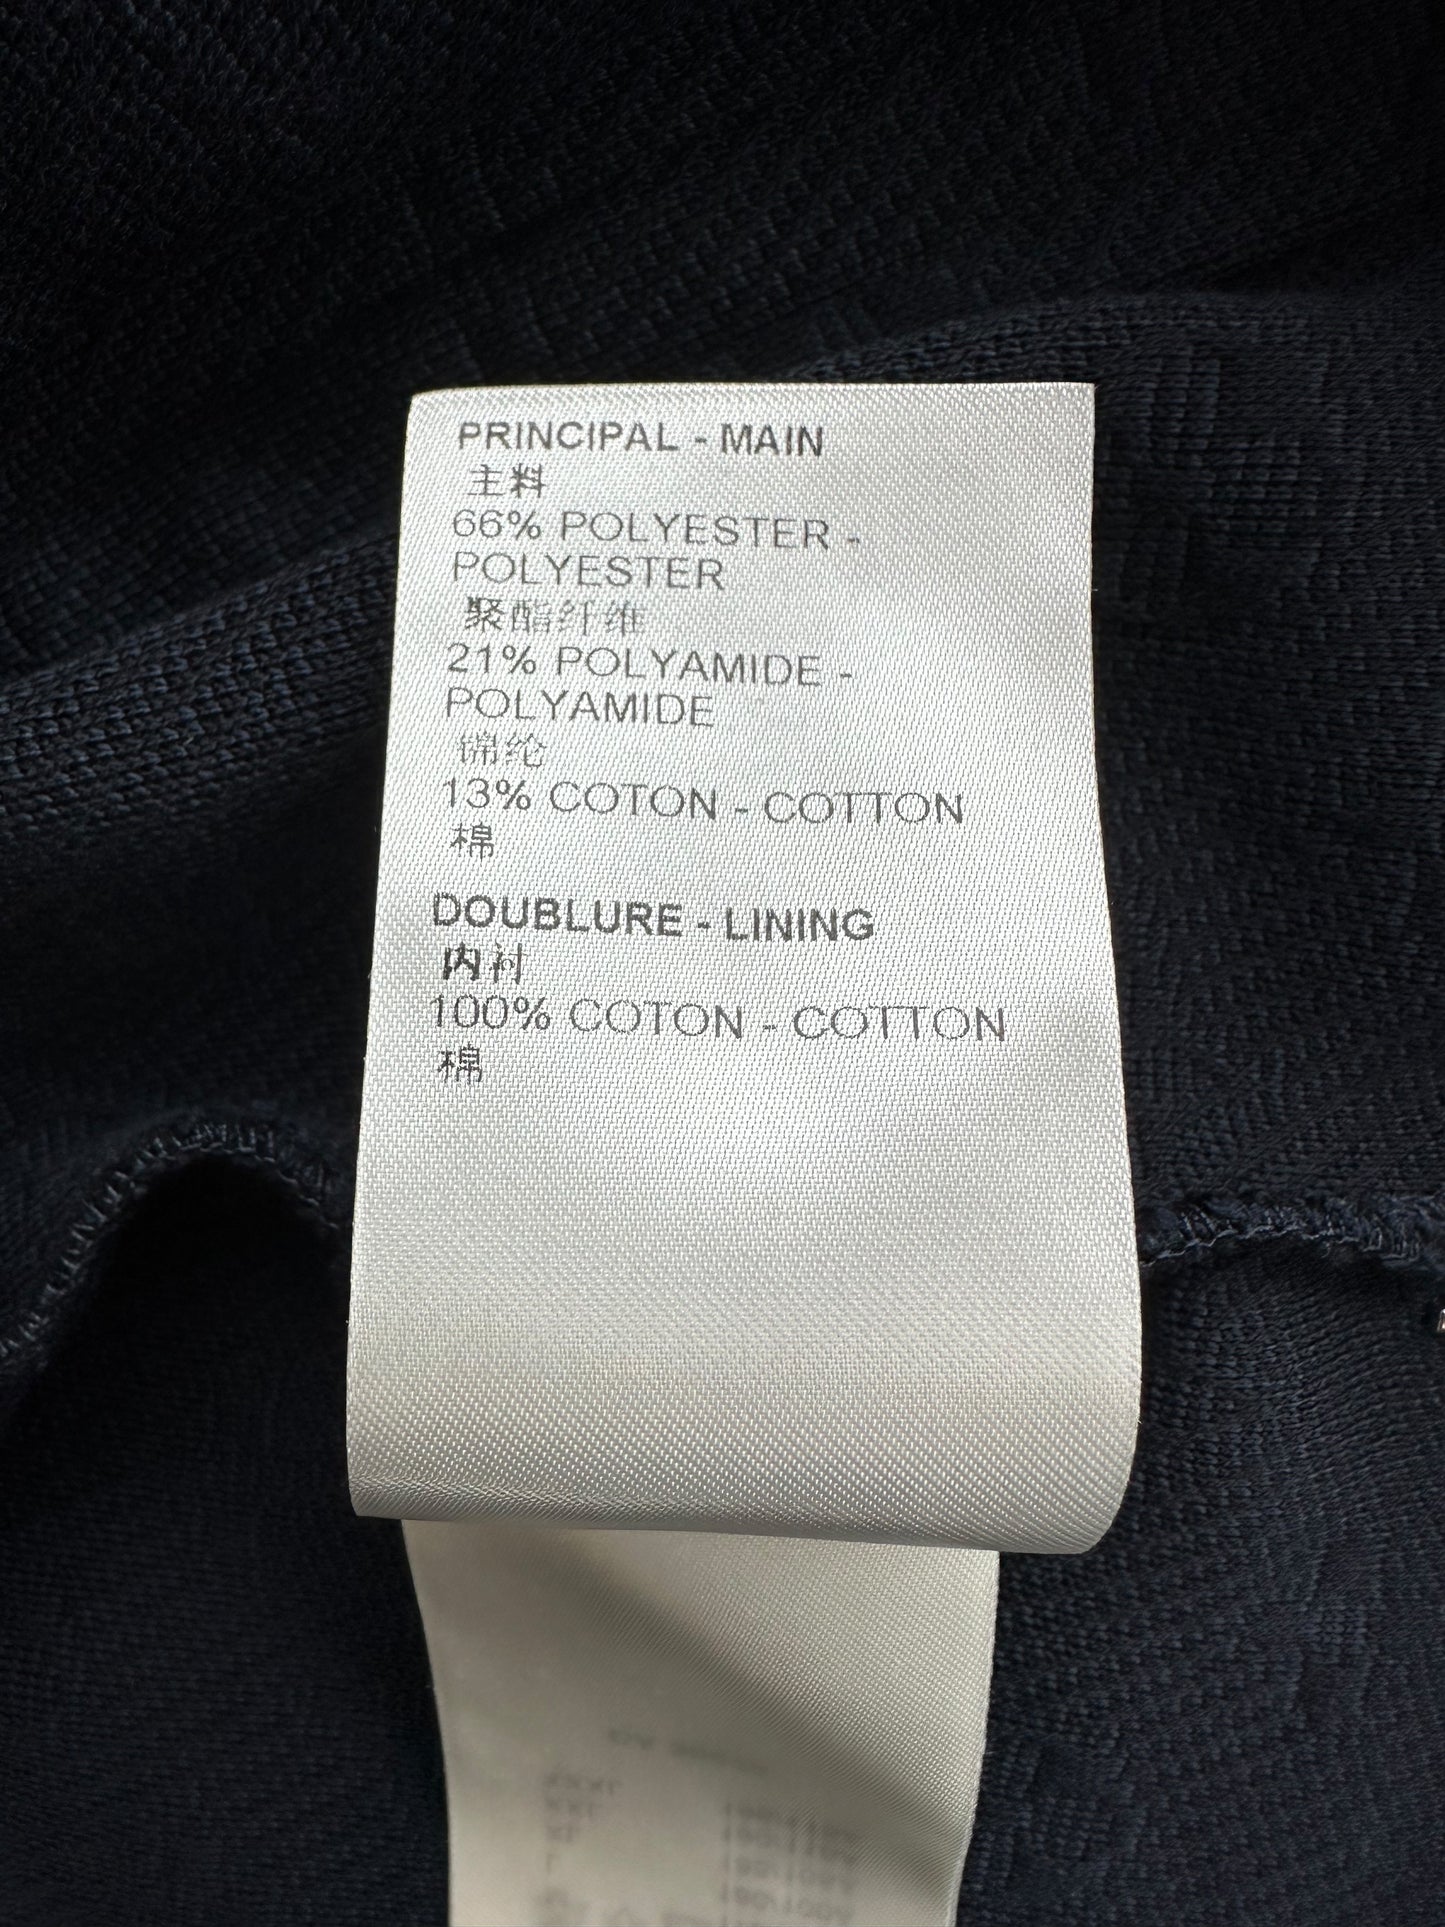 PRINCIPAL - MAIN
主料
66% POLYESTER -
POLYESTER
聚酯纤维
21% POLYAMIDE -
POLYAMIDE
锦纶
13% COTON - COTTON
棉
DOUBLURE - LINING
内衬
100% COTON - COTTON
棉